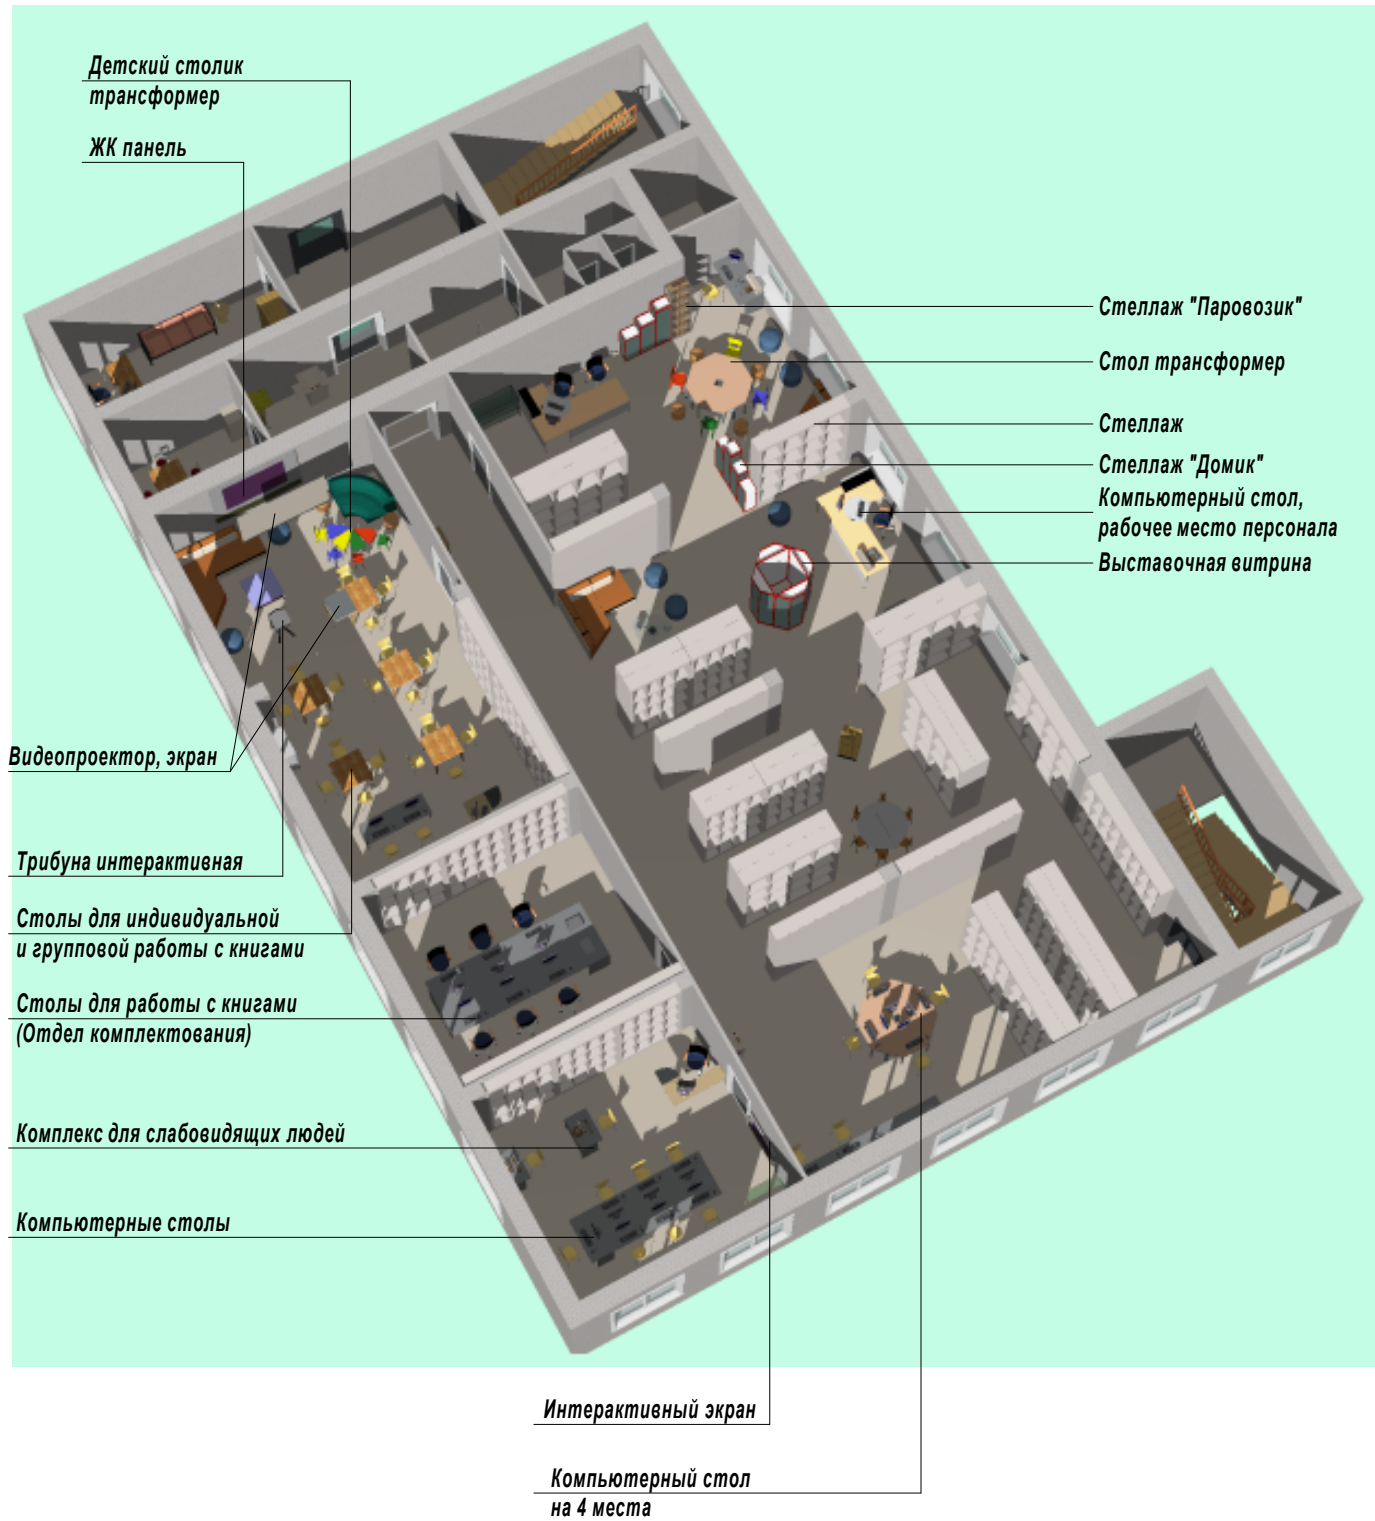 Детский столик
трансформер
ЖК панель
Стеллаж "Паровозик"
Стол трансформер
Стеллаж
Стеллаж "Домик"
Компьютерный стол,
рабочее место персонала
Выставочная витрина
Видеопроектор, экран
Трибуна интерактивная
Столы для индивидуальной
и групповой работы с книгами
Столы для работы с книгами
(Отдел комплектования)
Комплекс для слабовидящих людей
Компьютерные столы
Интерактивный экран
Компьютерный стол
на 4 места